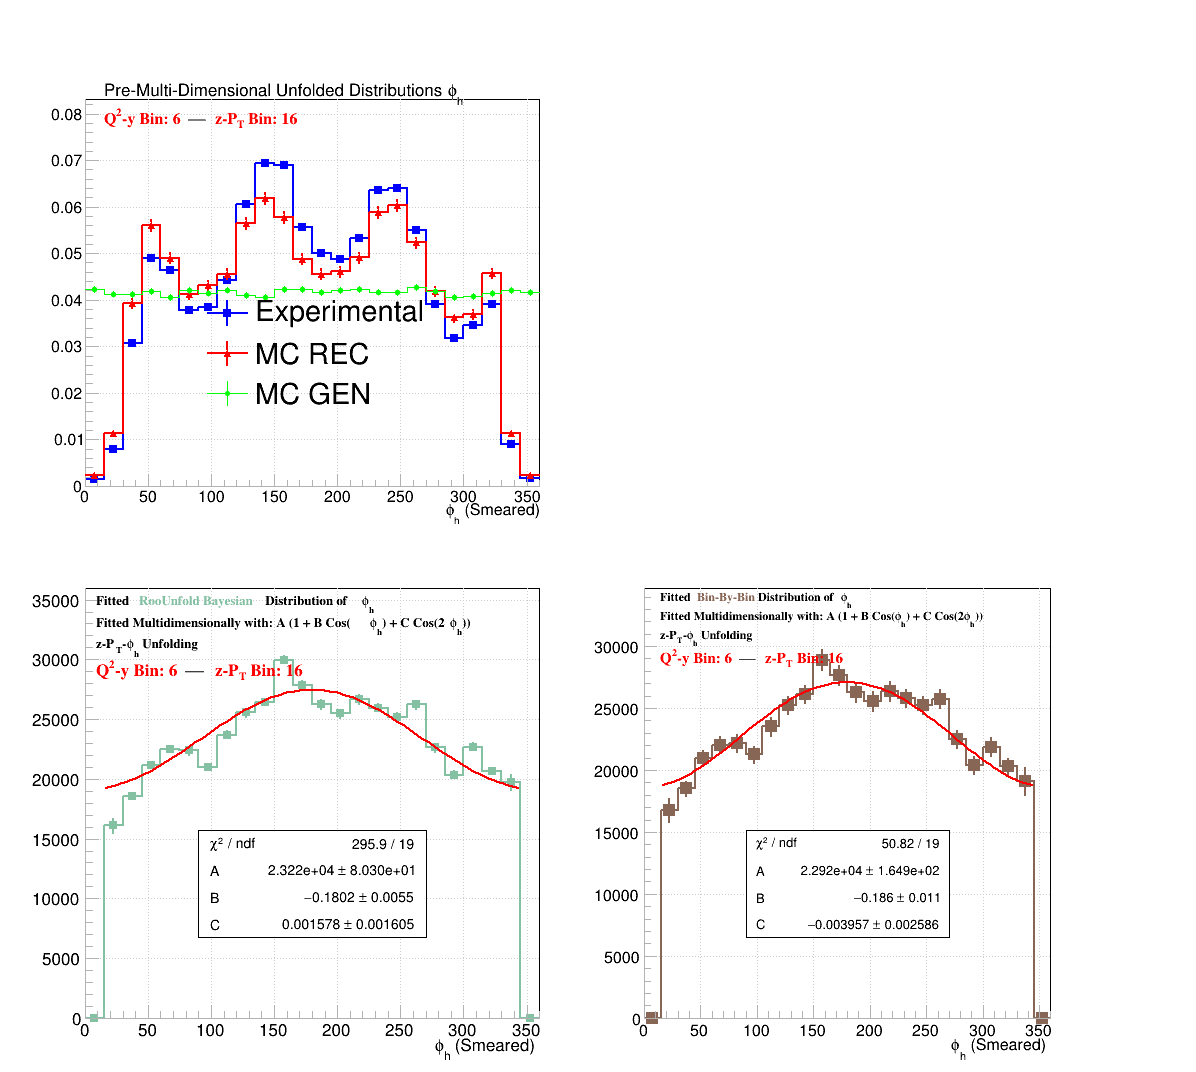 Pre-Multi-Dimensional Unfolded Distributions ϕh
Q²-y Bin: 6 — z-PT Bin: 16
0.08
0.07
0.06
0.05
0.04
0.03
0.02
0.01
0
Experimental
MC REC
MC GEN
0 50 100 150 200 250 300 350
ϕh (Smeared)
Fitted RooUnfold Bayesian Distribution of ϕh
Fitted Multidimensionally with: A (1 + B Cos( ϕh) + C Cos(2 ϕh))
z-PT-ϕh Unfolding
Q²-y Bin: 6 — z-PT Bin: 16
35000
30000
25000
20000
15000
10000
5000
0
χ² / ndf 295.9 / 19
A 2.322e+04 ± 8.030e+01
B −0.1802 ± 0.0055
C 0.001578 ± 0.001605
0 50 100 150 200 250 300 350
ϕh (Smeared)
Fitted Bin-By-Bin Distribution of ϕh
Fitted Multidimensionally with: A (1 + B Cos(ϕh) + C Cos(2ϕh))
z-PT-ϕh Unfolding
Q²-y Bin: 6 — z-PT Bin: 16
30000
25000
20000
15000
10000
5000
0
χ² / ndf 50.82 / 19
A 2.292e+04 ± 1.649e+02
B −0.186 ± 0.011
C −0.003957 ± 0.002586
0 50 100 150 200 250 300 350
ϕh (Smeared)